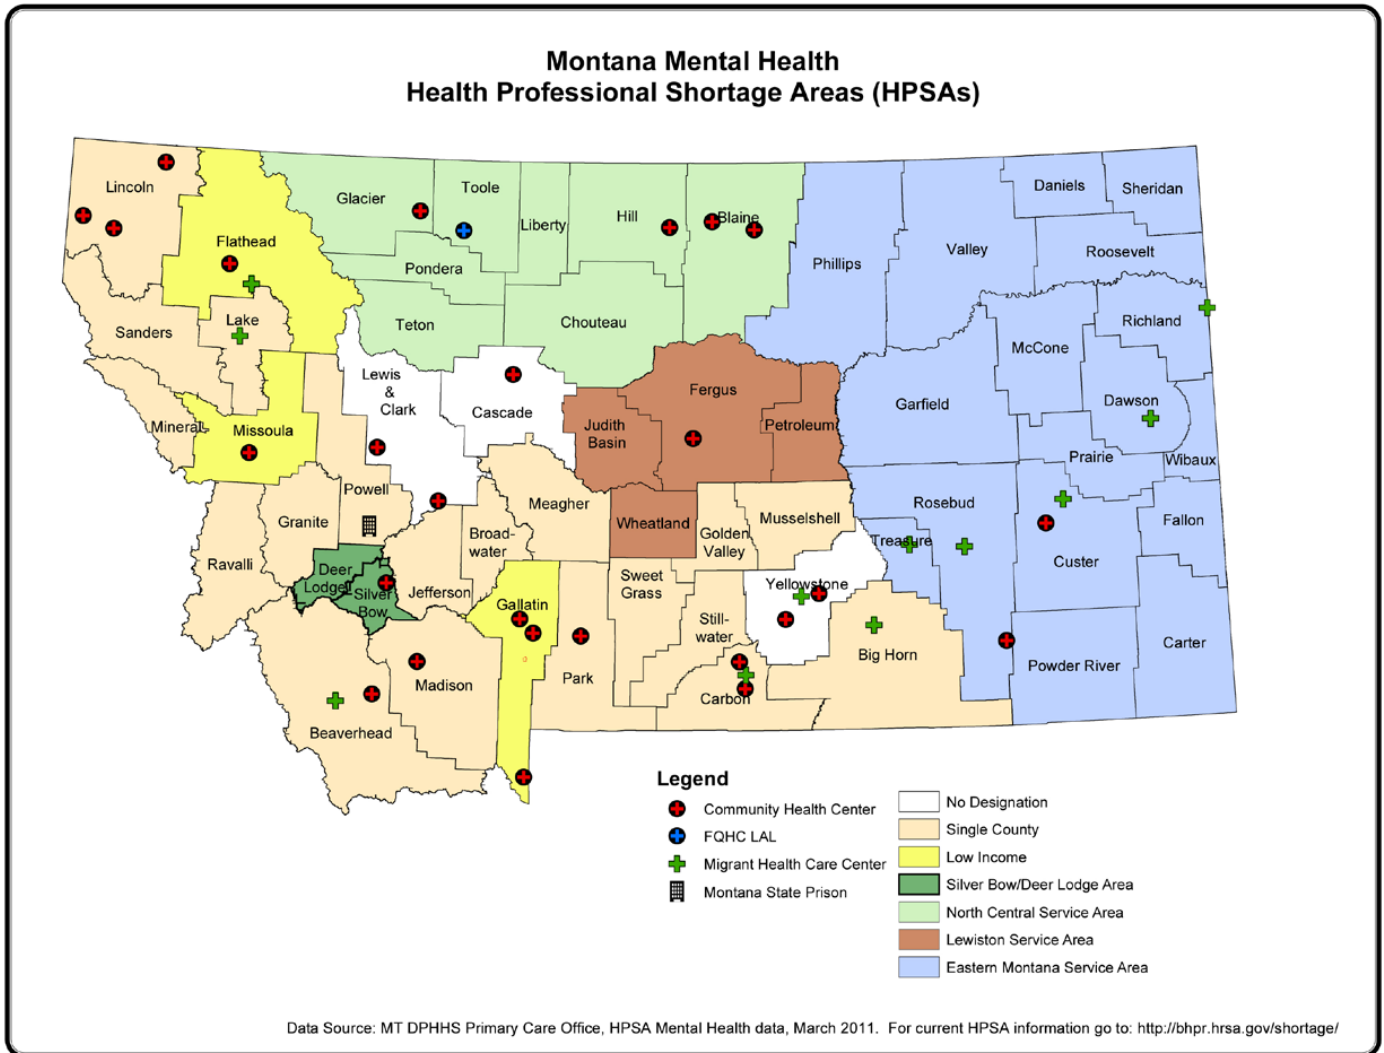 Montana Mental Health
Health Professional Shortage Areas (HPSAs)
Lincoln
Flathead
Glacier
Toole
Liberty
Hill
Blaine
Phillips
Valley
Daniels
Sheridan
Roosevelt
Pondera
Teton
Chouteau
Sanders
Lake
Richland
McCone
Lewis
&
Clark
Cascade
Fergus
Judith
Basin
Petroleum
Garfield
Dawson
Mineral
Missoula
Prairie
Wibaux
Powell
Granite
Meagher
Broad-
water
Wheatland
Golden
Valley
Musselshell
Rosebud
Treasure
Fallon
Custer
Ravalli
Deer
Lodge
Silver
Bow
Jefferson
Gallatin
Sweet
Grass
Still-
water
Yellowstone
Big Horn
Powder River
Carter
Madison
Park
Carbon
Beaverhead
Legend
Community Health Center
FQHC LAL
Migrant Health Care Center
Montana State Prison
No Designation
Single County
Low Income
Silver Bow/Deer Lodge Area
North Central Service Area
Lewiston Service Area
Eastern Montana Service Area
Data Source: MT DPHHS Primary Care Office, HPSA Mental Health data, March 2011.  For current HPSA information go to: http://bhpr.hrsa.gov/shortage/